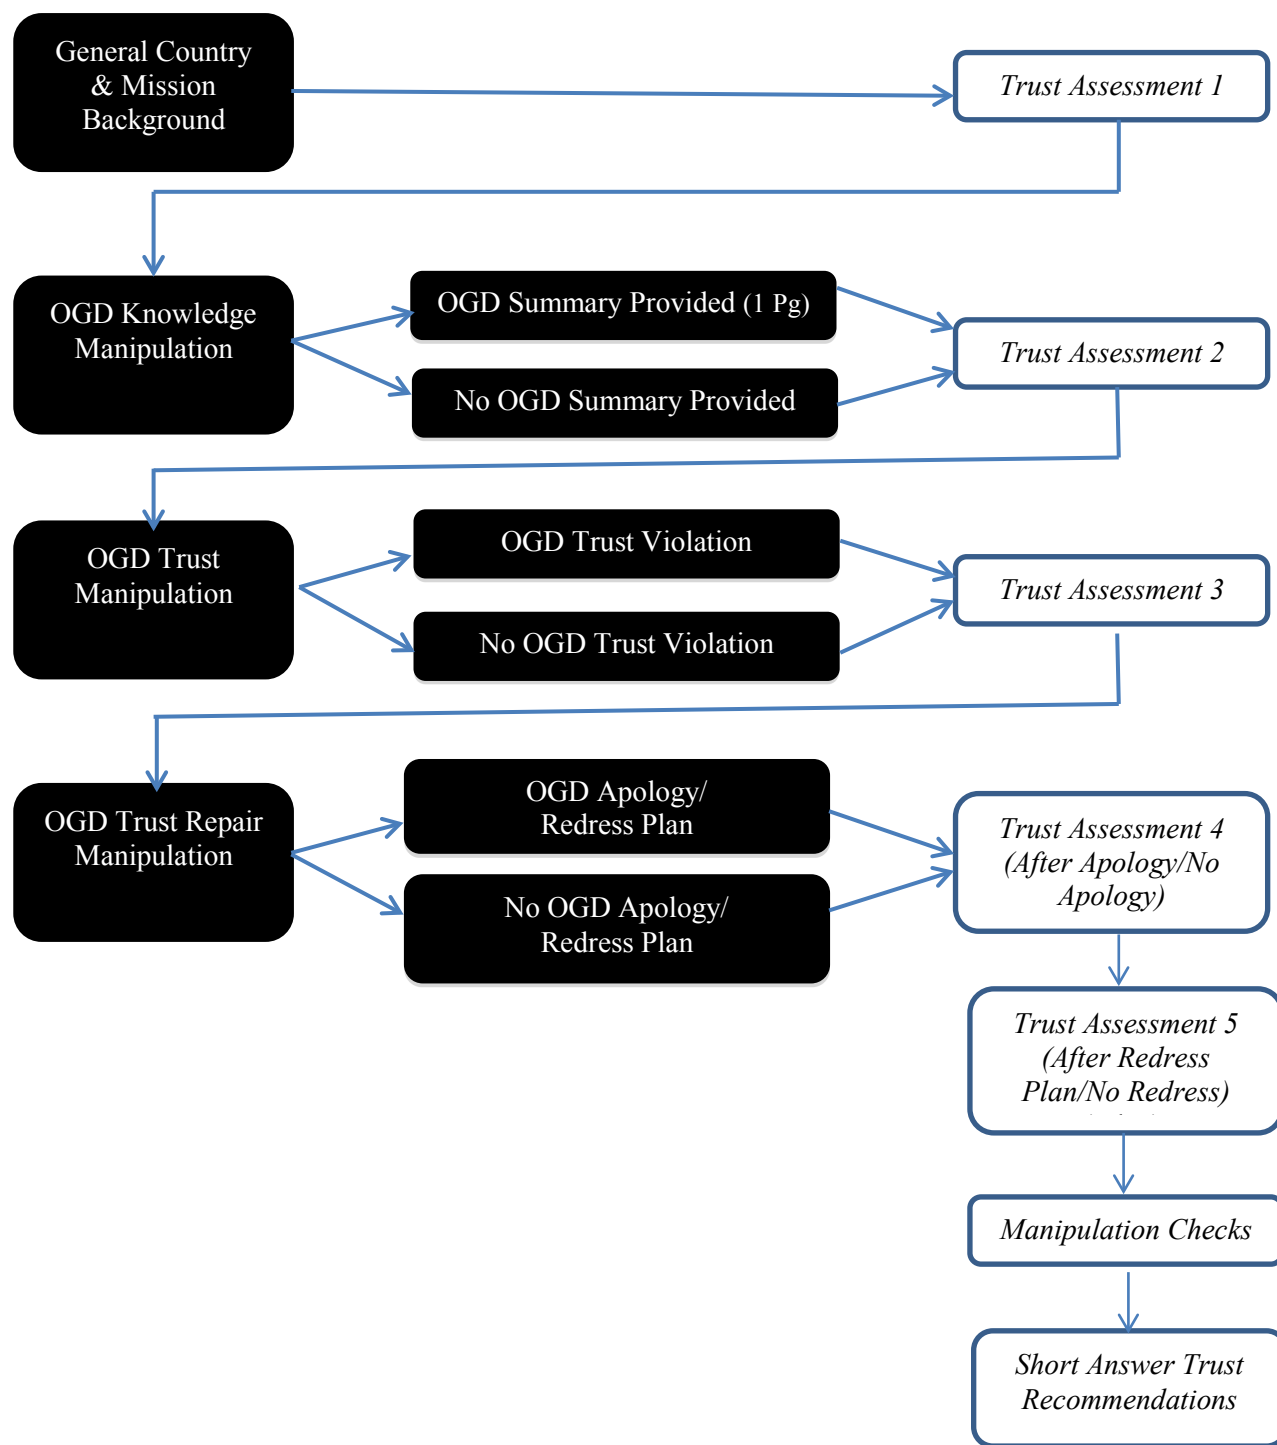 General Country
& Mission
Background
Trust Assessment 1
OGD Knowledge
Manipulation
OGD Summary Provided (1 Pg)
No OGD Summary Provided
Trust Assessment 2
OGD Trust
Manipulation
OGD Trust Violation
No OGD Trust Violation
Trust Assessment 3
OGD Trust Repair
Manipulation
OGD Apology/
Redress Plan
No OGD Apology/
Redress Plan
Trust Assessment 4
(After Apology/No
Apology)
Trust Assessment 5
(After Redress
Plan/No Redress)
Manipulation Checks
Short Answer Trust
Recommendations